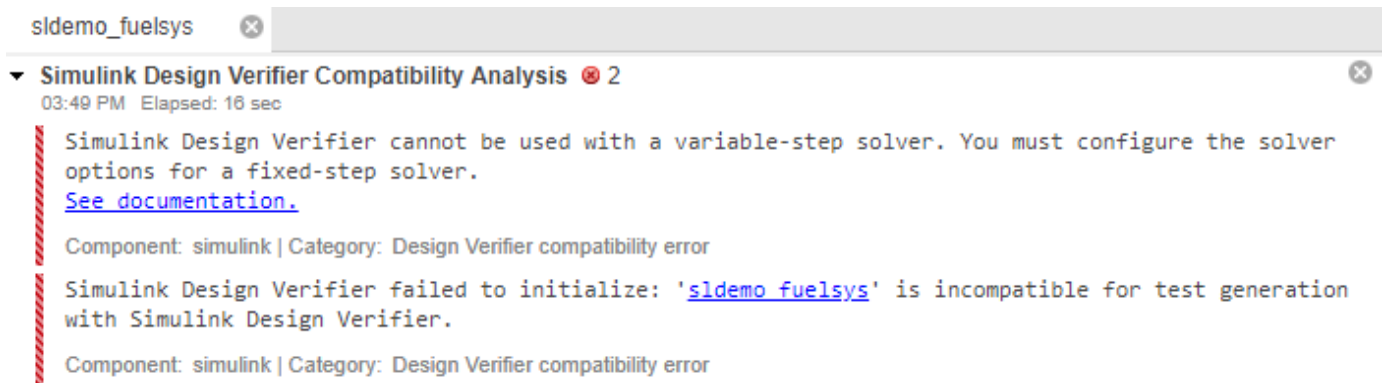 sldemo_fuelsys
Simulink Design Verifier Compatibility Analysis 2
03:49 PM Elapsed: 16 sec
Simulink Design Verifier cannot be used with a variable-step solver. You must configure the solver
options for a fixed-step solver.
See documentation.
Component: simulink | Category: Design Verifier compatibility error
Simulink Design Verifier failed to initialize: 'sldemo_fuelsys' is incompatible for test generation
with Simulink Design Verifier.
Component: simulink | Category: Design Verifier compatibility error